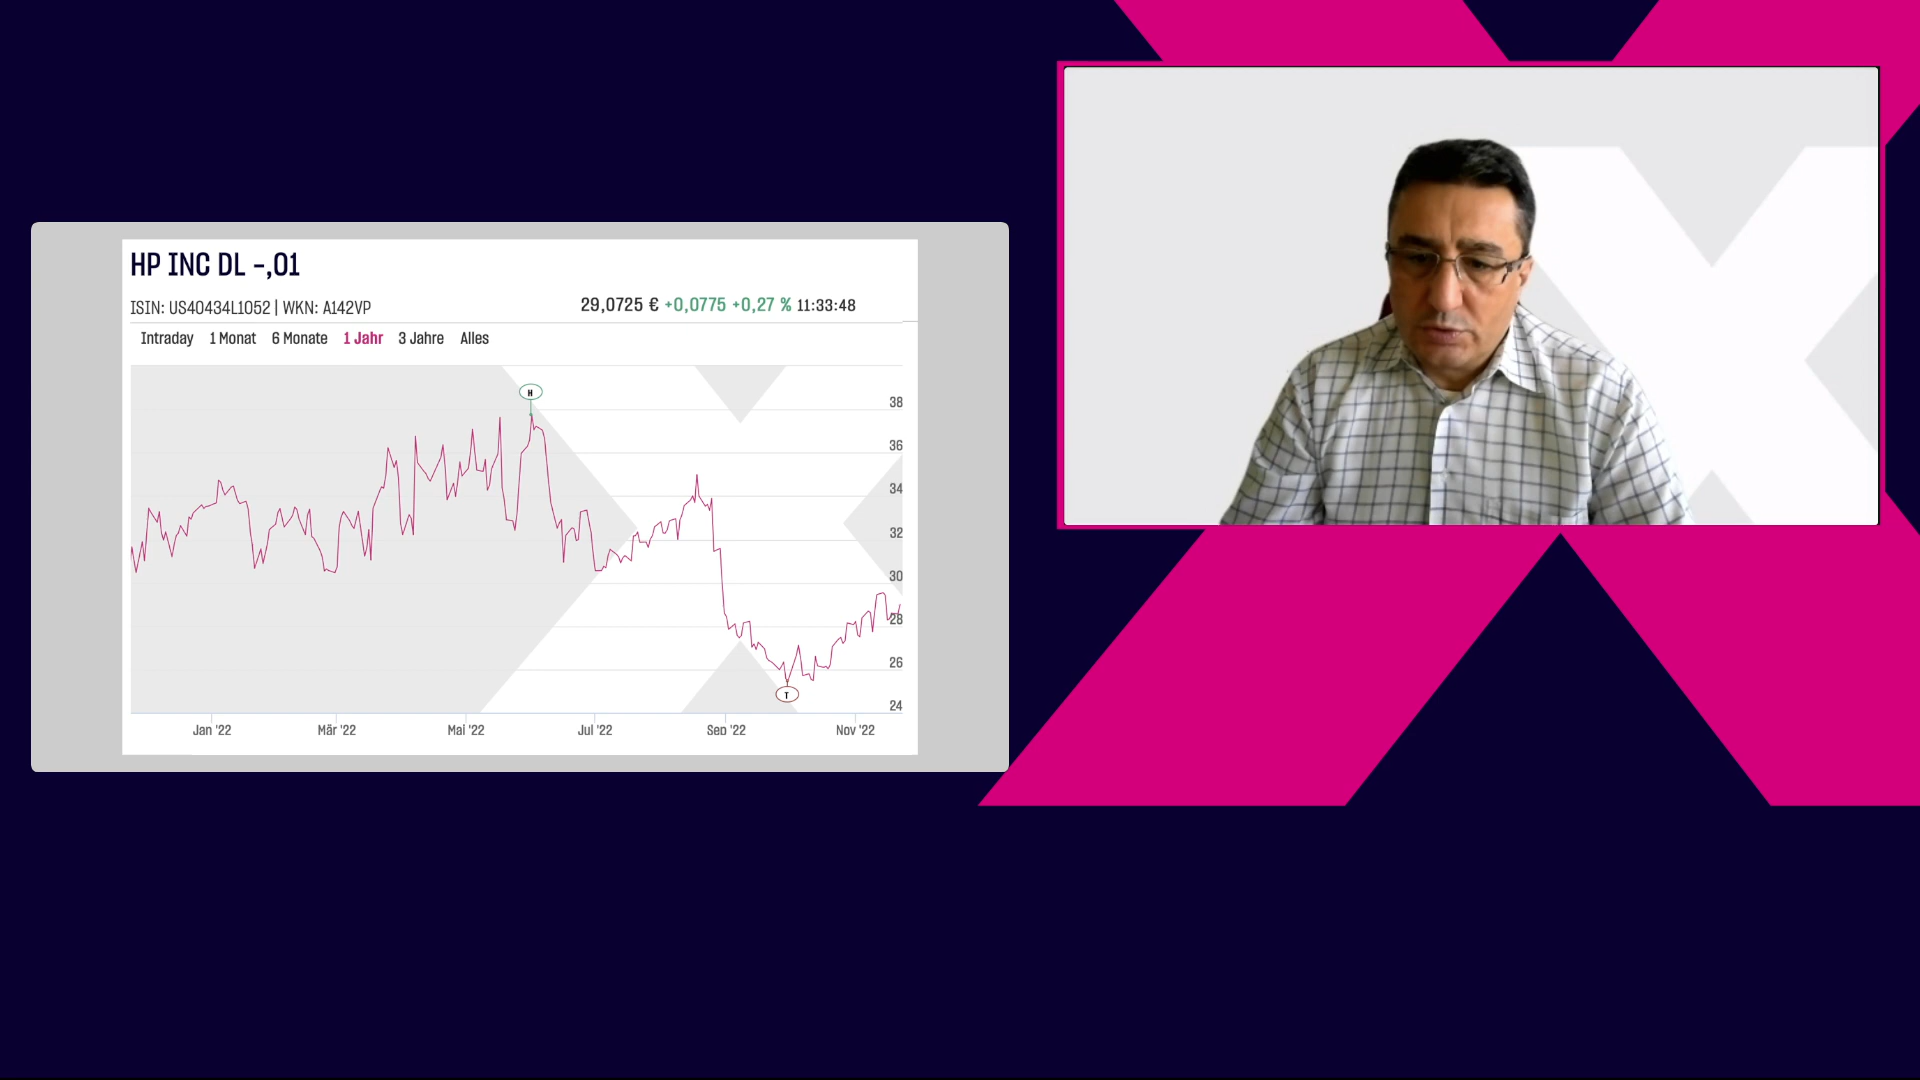 HP INC DL -,01
ISIN: US40434L1052 | WKN: A142VP
29,0725 € +0,0775 +0,27 % 11:33:48
Intraday 1 Monat 6 Monate 1 Jahr 3 Jahre Alles
H
38
36
34
32
30
28
26
T
24
Jan '22 Mär '22 Mai '22 Jul '22 Sep '22 Nov '22